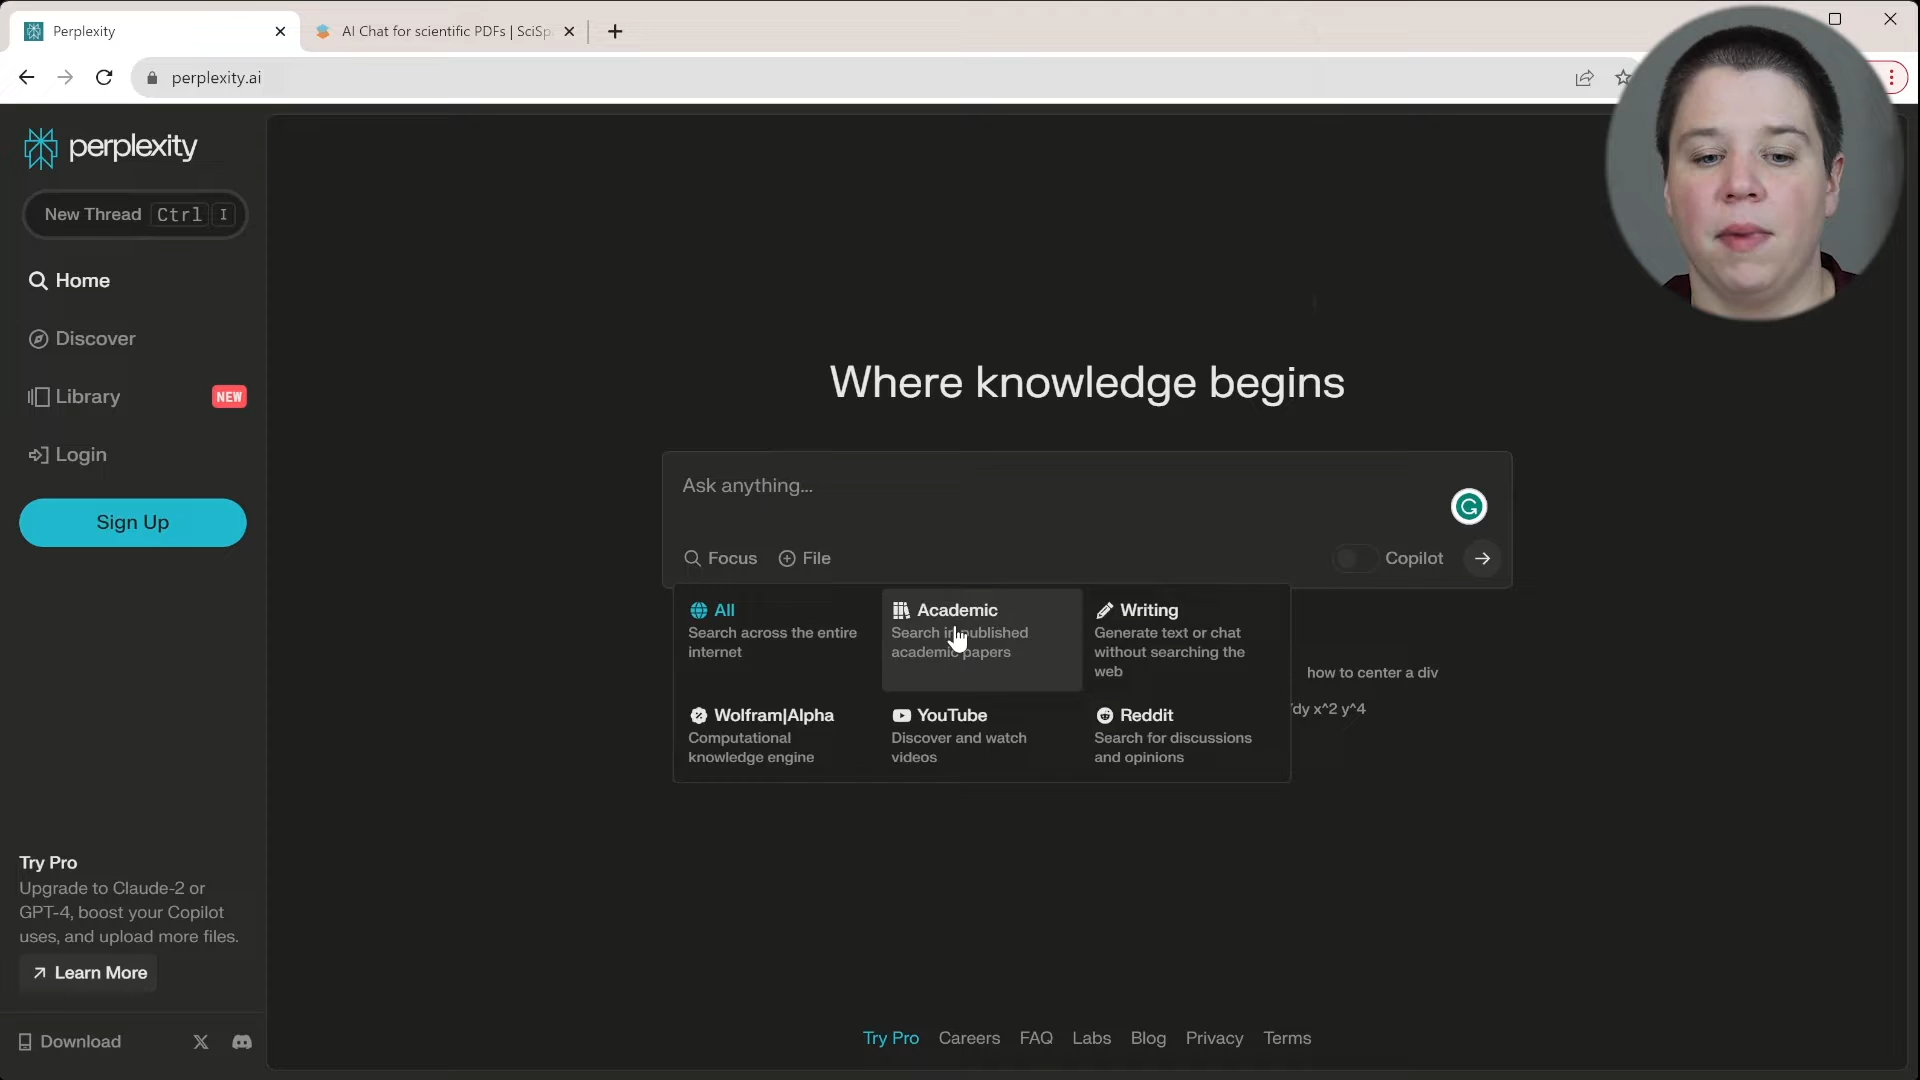 Perplexity
AI Chat for scientific PDFs | SciSp
perplexity.ai
perplexity
New Thread Ctrl I
Home
Discover
Library NEW
Login
Sign Up
Where knowledge begins
Ask anything...
Focus File
Copilot
All
Search across the entire
internet
Academic
Search in published
academic papers
Writing
Generate text or chat
without searching the
web
Wolfram|Alpha
Computational
knowledge engine
YouTube
Discover and watch
videos
Reddit
Search for discussions
and opinions
how to center a div
/dy x^2 y^4
Try Pro
Upgrade to Claude-2 or
GPT-4, boost your Copilot
uses, and upload more files.
Learn More
Download
Try Pro Careers FAQ Labs Blog Privacy Terms